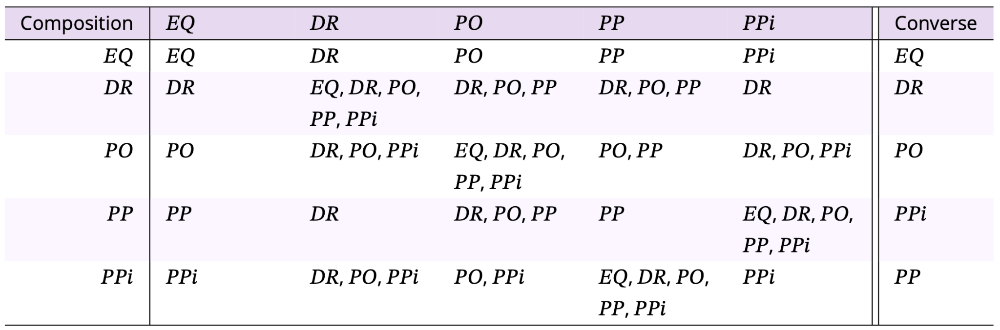 Composition EQ DR PO PP PPi Converse
EQ EQ DR PO PP PPi EQ
DR DR EQ, DR, PO, DR, PO, PP DR, PO, PP DR DR
PP, PPi
PO PO DR, PO, PPi EQ, DR, PO, PO, PP DR, PO, PPi PO
PP, PPi
PP PP DR DR, PO, PP PP EQ, DR, PO, PPi
PP, PPi
PPi PPi DR, PO, PPi PO, PPi EQ, DR, PO, PPi PP
PP, PPi